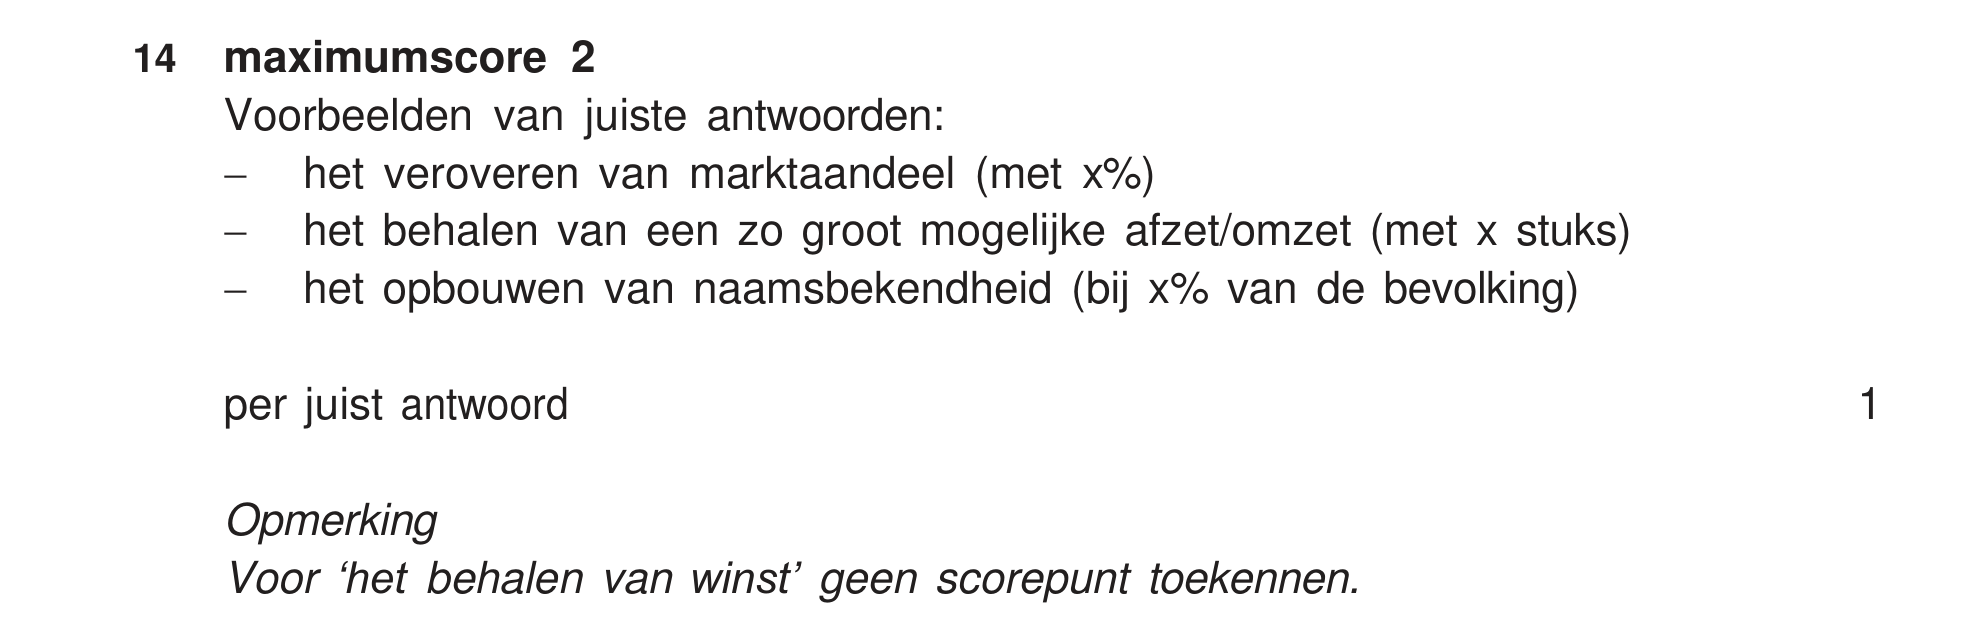 14 maximumscore 2
Voorbeelden van juiste antwoorden:
– het veroveren van marktaandeel (met x%)
– het behalen van een zo groot mogelijke afzet/omzet (met x stuks)
– het opbouwen van naamsbekendheid (bij x% van de bevolking)
per juist antwoord 1
Opmerking
Voor ‘het behalen van winst’ geen scorepunt toekennen.